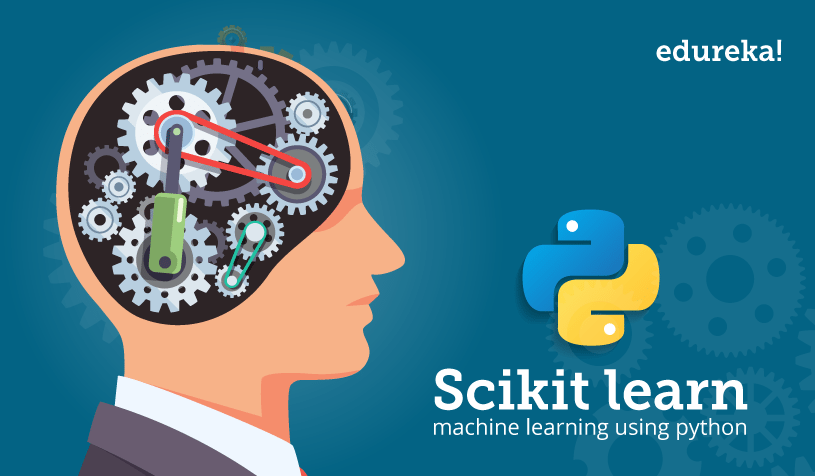 edureka!
Scikit learn
machine learning using python